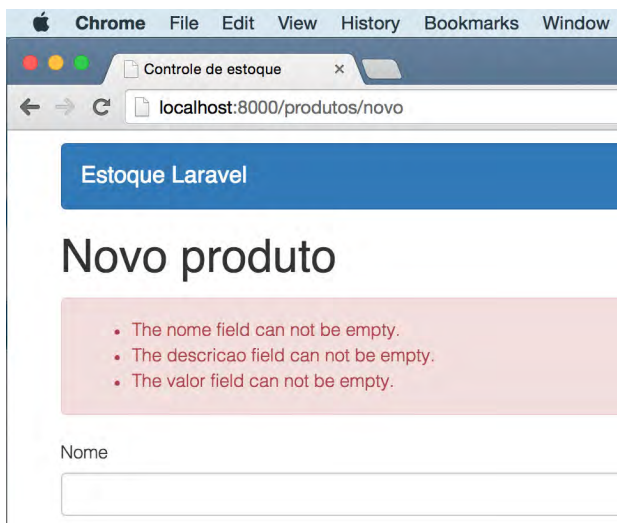 Chrome File Edit View History Bookmarks Window
Controle de estoque ×
localhost:8000/produtos/novo
Estoque Laravel
Novo produto
• The nome field can not be empty.
• The descricao field can not be empty.
• The valor field can not be empty.
Nome